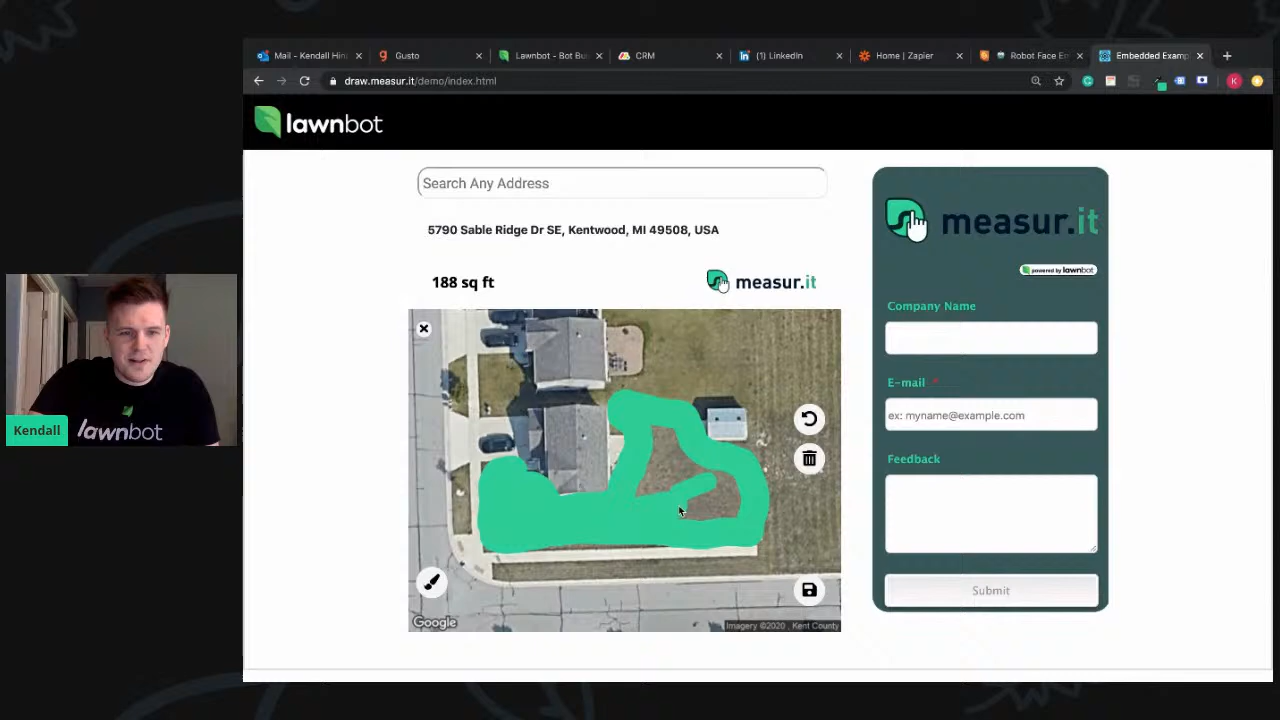 Mail - Kendall Hin
Gusto
Lawnbot - Bot Bu
CRM
(1) LinkedIn
Home | Zapier
Robot Face Em
Embedded Examp
draw.measur.it/demo/index.html
K
lawnbot
Search Any Address
5790 Sable Ridge Dr SE, Kentwood, MI 49508, USA
188 sq ft
measur.it
Google
Imagery ©2020 , Kent County
measur.it
powered by lawnbot
Company Name
E-mail *
ex: myname@example.com
Feedback
Submit
Kendall
lawnbot